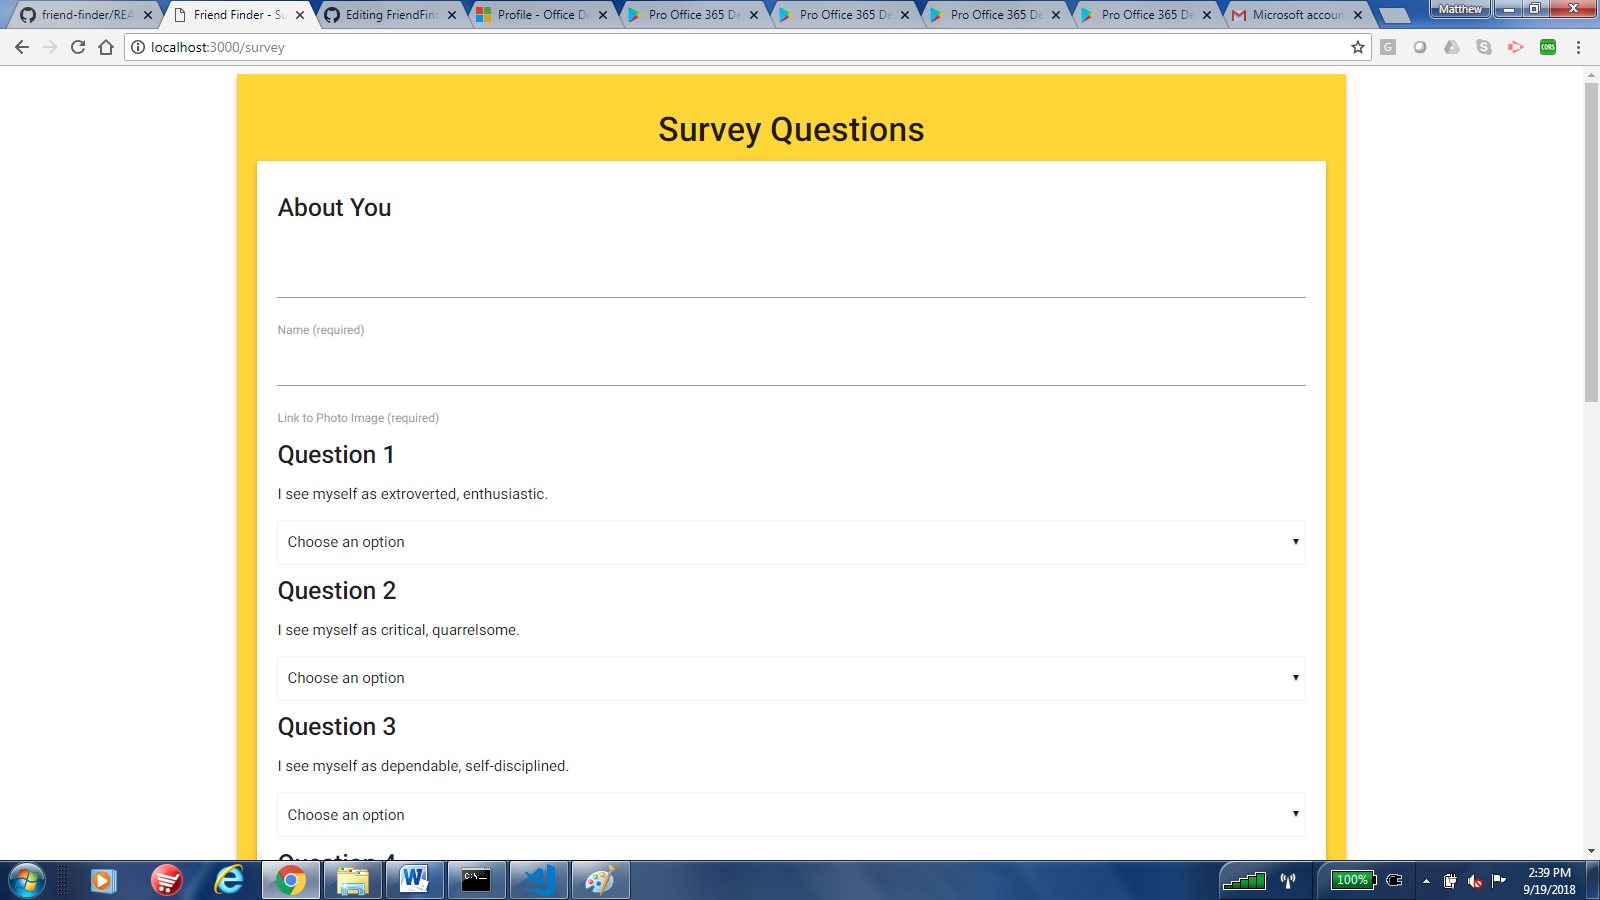 friend-finder/REA
Friend Finder - Su
Editing FriendFind
Profile - Office De
Pro Office 365 De
Pro Office 365 De
Pro Office 365 De
Pro Office 365 De
Microsoft accoun
Matthew
localhost:3000/survey
G
CORS
Survey Questions
About You
Name (required)
Link to Photo Image (required)
Question 1
I see myself as extroverted, enthusiastic.
Choose an option
Question 2
I see myself as critical, quarrelsome.
Choose an option
Question 3
I see myself as dependable, self-disciplined.
Choose an option
Question 4
C:\_
100%
2:39 PM
9/19/2018